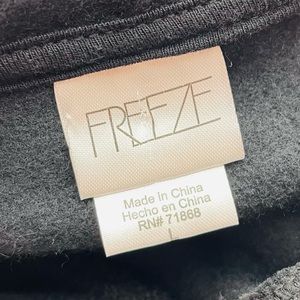 FREEZE
Made in China
Hecho en China
RN# 71868
L